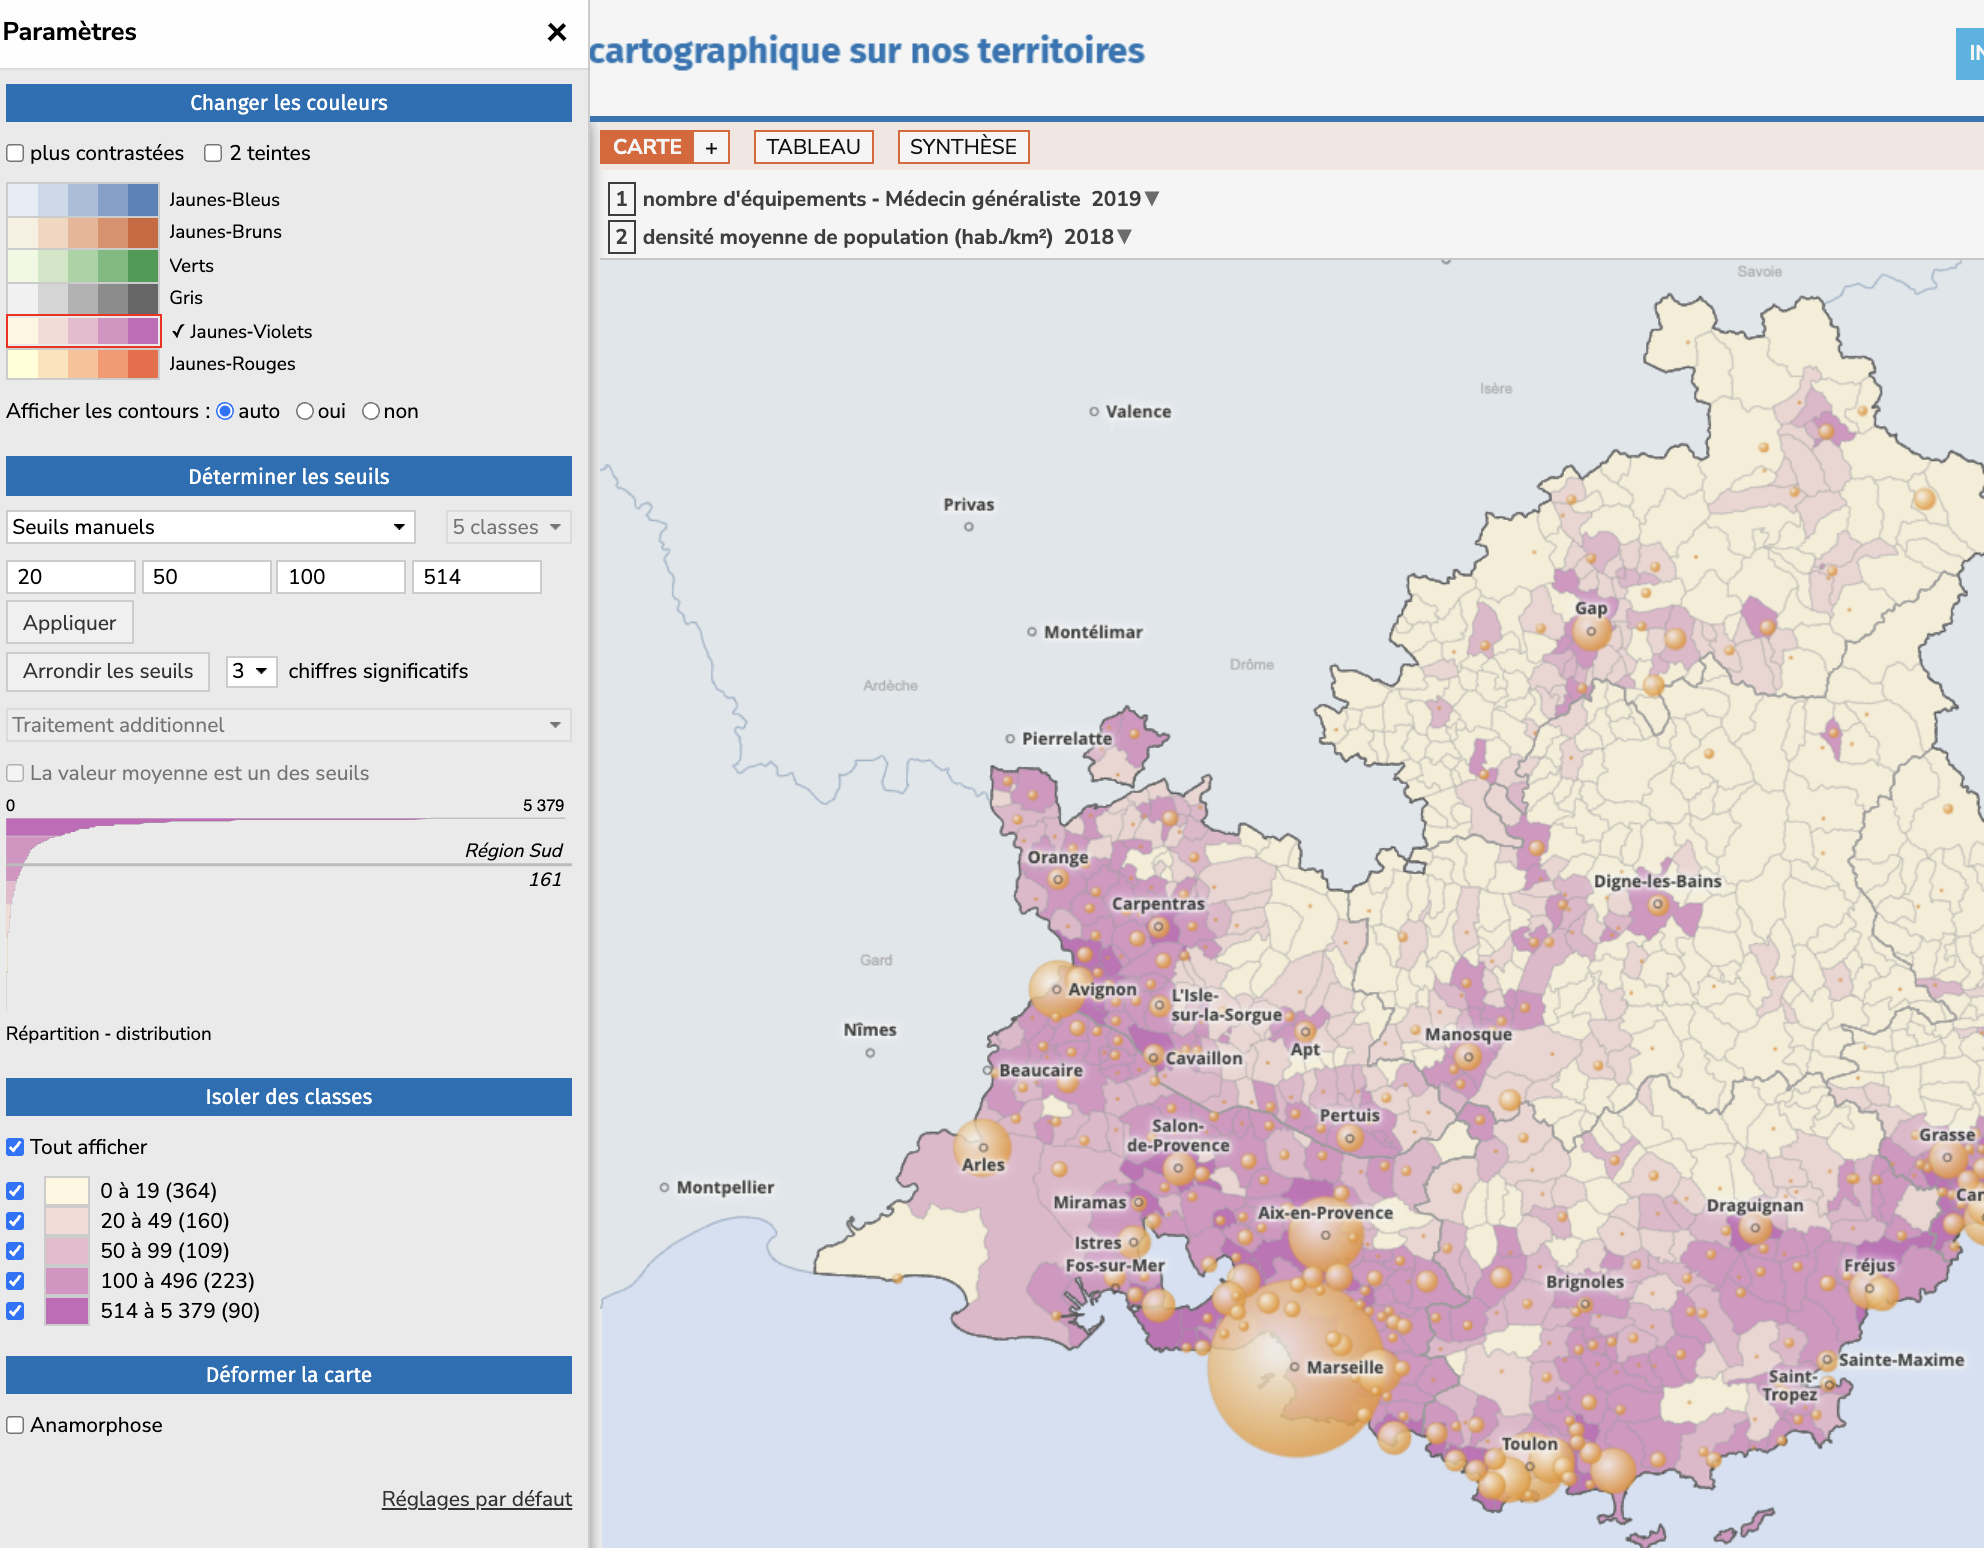 Paramètres
Changer les couleurs
plus contrastées
2 teintes
Jaunes-Bleus
Jaunes-Bruns
Verts
Gris
✓ Jaunes-Violets
Jaunes-Rouges
Afficher les contours : auto oui non
Déterminer les seuils
Seuils manuels
5 classes
20
50
100
514
Appliquer
Arrondir les seuils
3
chiffres significatifs
Traitement additionnel
La valeur moyenne est un des seuils
0
5 379
Région Sud
161
Répartition - distribution
Isoler des classes
Tout afficher
0 à 19 (364)
20 à 49 (160)
50 à 99 (109)
100 à 496 (223)
514 à 5 379 (90)
Déformer la carte
Anamorphose
Réglages par défaut
cartographique sur nos territoires
IN
CARTE +
TABLEAU
SYNTHÈSE
1 nombre d'équipements - Médecin généraliste 2019
2 densité moyenne de population (hab./km²) 2018
Savoie
Isère
Valence
Privas
Gap
Montélimar
Drôme
Ardèche
Pierrelatte
Orange
Digne-les-Bains
Carpentras
Gard
Avignon
L'Isle-
sur-la-Sorgue
Nîmes
Manosque
Apt
Cavaillon
Beaucaire
Pertuis
Salon-
de-Provence
Grasse
Arles
Montpellier
Can
Miramas
Draguignan
Aix-en-Provence
Istres
Fos-sur-Mer
Fréjus
Brignoles
Marseille
Sainte-Maxime
Saint-
Tropez
Toulon